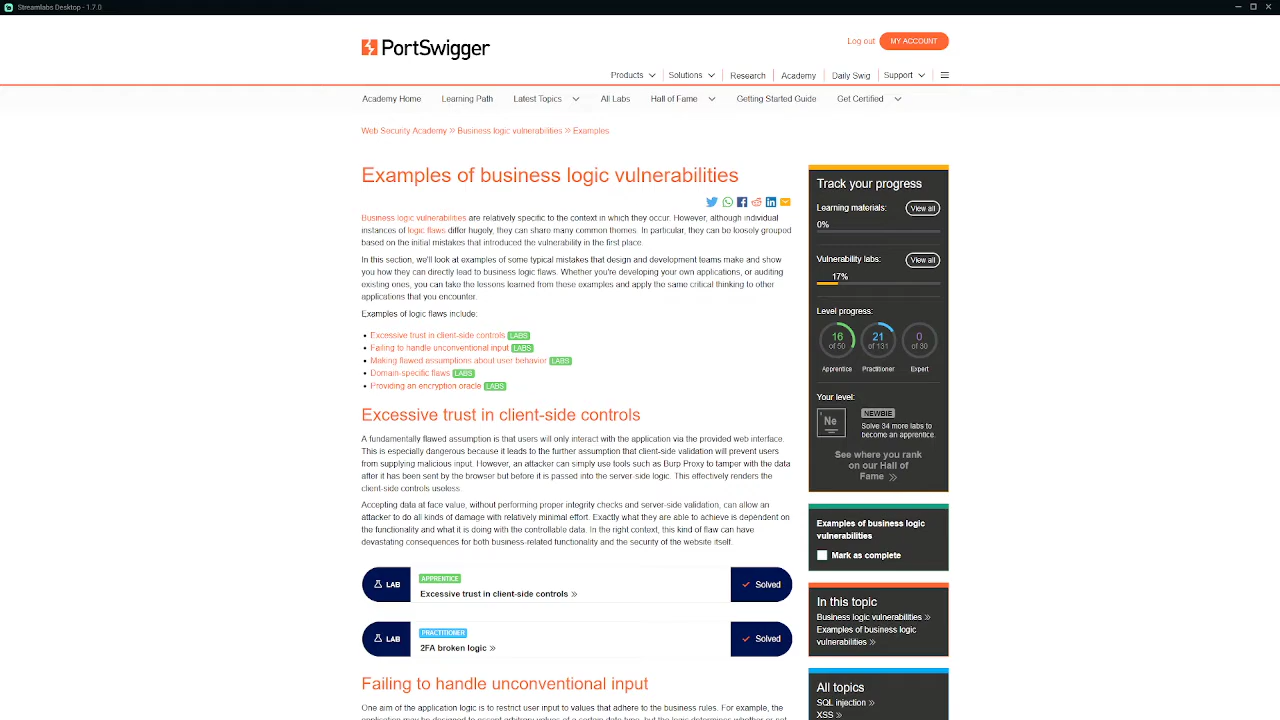 Streamlabs Desktop - 1.7.0
PortSwigger
Log out
MY ACCOUNT
Products
Solutions
Research
Academy
Daily Swig
Support
Academy Home
Learning Path
Latest Topics
All Labs
Hall of Fame
Getting Started Guide
Get Certified
Web Security Academy » Business logic vulnerabilities » Examples
Examples of business logic vulnerabilities
Business logic vulnerabilities are relatively specific to the context in which they occur. However, although individual
instances of logic flaws differ hugely, they can share many common themes. In particular, they can be loosely grouped
based on the initial mistakes that introduced the vulnerability in the first place.
In this section, we'll look at examples of some typical mistakes that design and development teams make and show
you how they can directly lead to business logic flaws. Whether you're developing your own applications, or auditing
existing ones, you can take the lessons learned from these examples and apply the same critical thinking to other
applications that you encounter.
Examples of logic flaws include:
• Excessive trust in client-side controls LABS
• Failing to handle unconventional input LABS
• Making flawed assumptions about user behavior LABS
• Domain-specific flaws LABS
• Providing an encryption oracle LABS
Excessive trust in client-side controls
A fundamentally flawed assumption is that users will only interact with the application via the provided web interface.
This is especially dangerous because it leads to the further assumption that client-side validation will prevent users
from supplying malicious input. However, an attacker can simply use tools such as Burp Proxy to tamper with the data
after it has been sent by the browser but before it is passed into the server-side logic. This effectively renders the
client-side controls useless.
Accepting data at face value, without performing proper integrity checks and server-side validation, can allow an
attacker to do all kinds of damage with relatively minimal effort. Exactly what they are able to achieve is dependent on
the functionality and what it is doing with the controllable data. In the right context, this kind of flaw can have
devastating consequences for both business-related functionality and the security of the website itself.
LAB
APPRENTICE
Excessive trust in client-side controls »
Solved
LAB
PRACTITIONER
2FA broken logic »
Solved
Failing to handle unconventional input
One aim of the application logic is to restrict user input to values that adhere to the business rules. For example, the
Track your progress
Learning materials:
View all
0%
Vulnerability labs:
View all
17%
Level progress:
16
of 50
21
of 131
0
of 30
Apprentice
Practitioner
Expert
Your level:
Ne
NEWBIE
Solve 34 more labs to
become an apprentice.
See where you rank
on our Hall of
Fame »
Examples of business logic
vulnerabilities
Mark as complete
In this topic
Business logic vulnerabilities »
Examples of business logic
vulnerabilities »
All topics
SQL injection »
XSS »